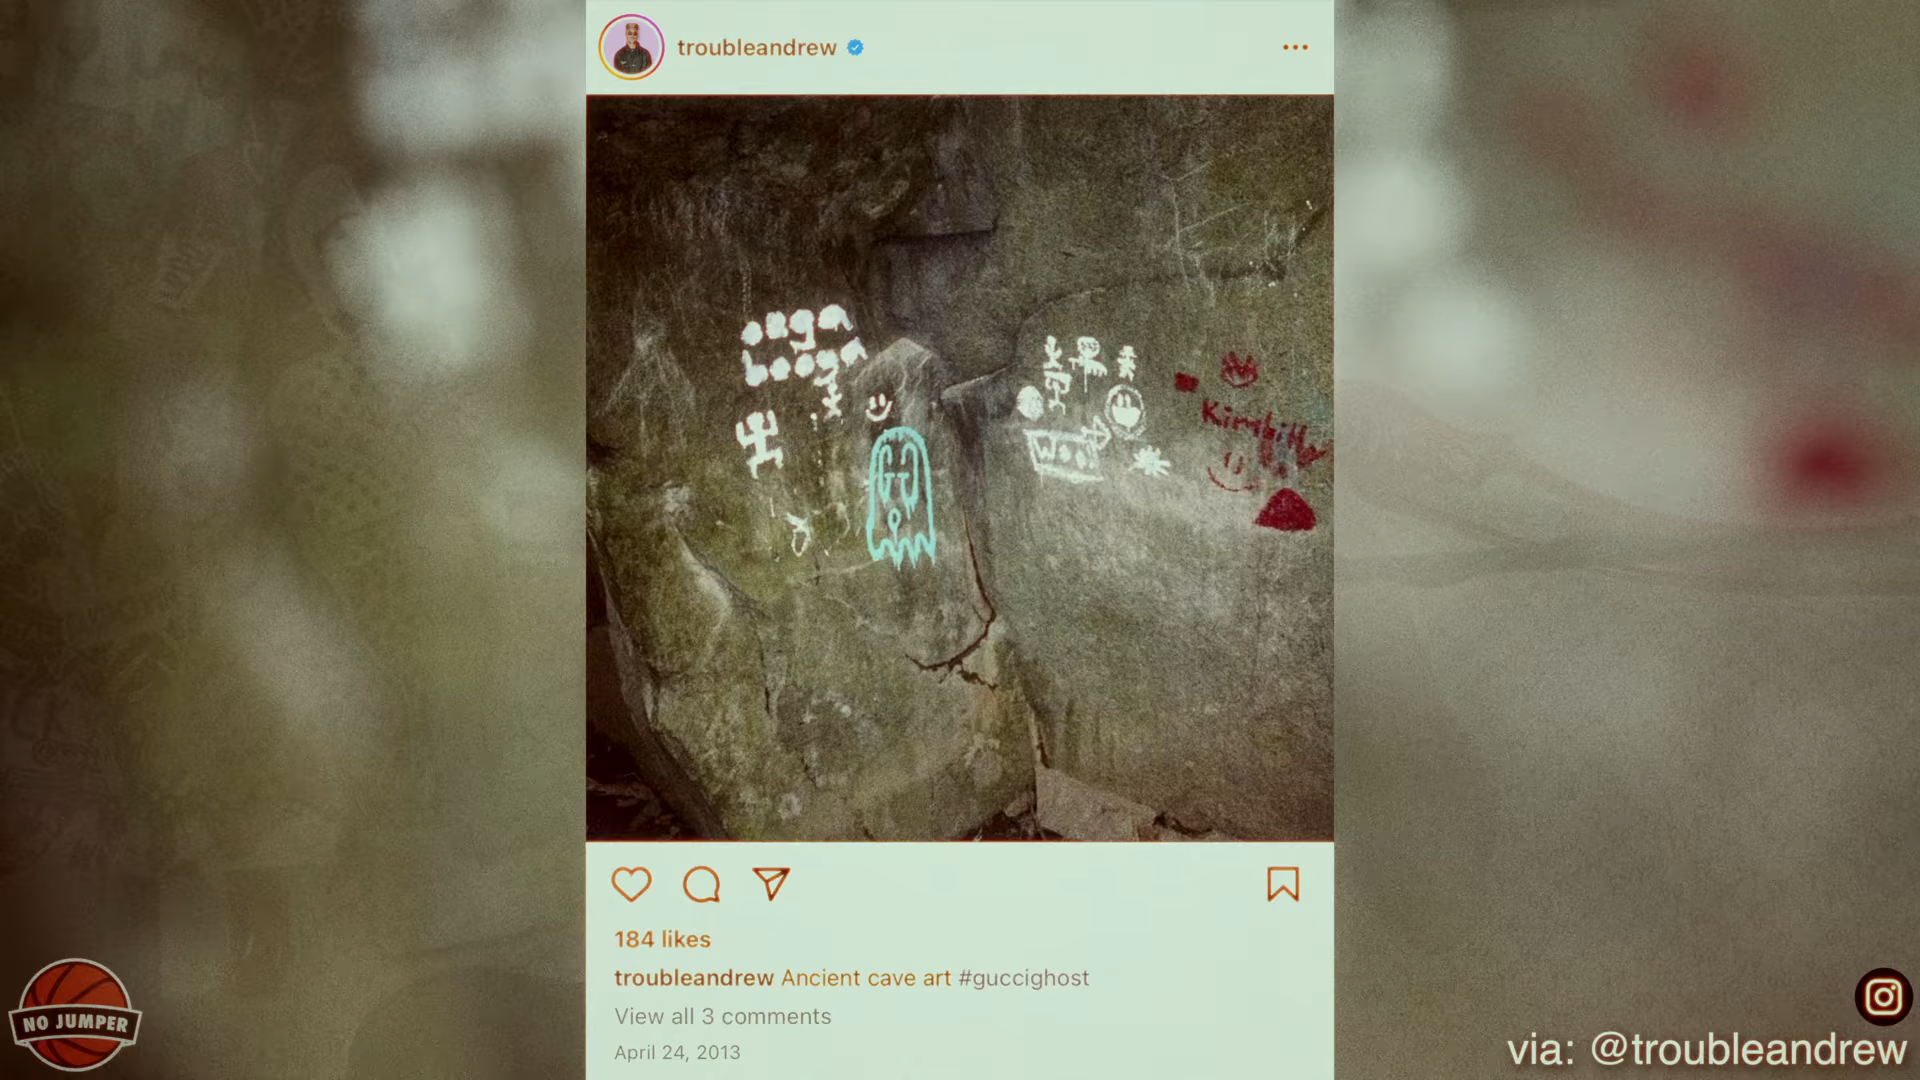 troubleandrew
ooga
booga
Woo!
184 likes
troubleandrew Ancient cave art #guccighost
View all 3 comments
April 24, 2013
NO JUMPER
via: @troubleandrew